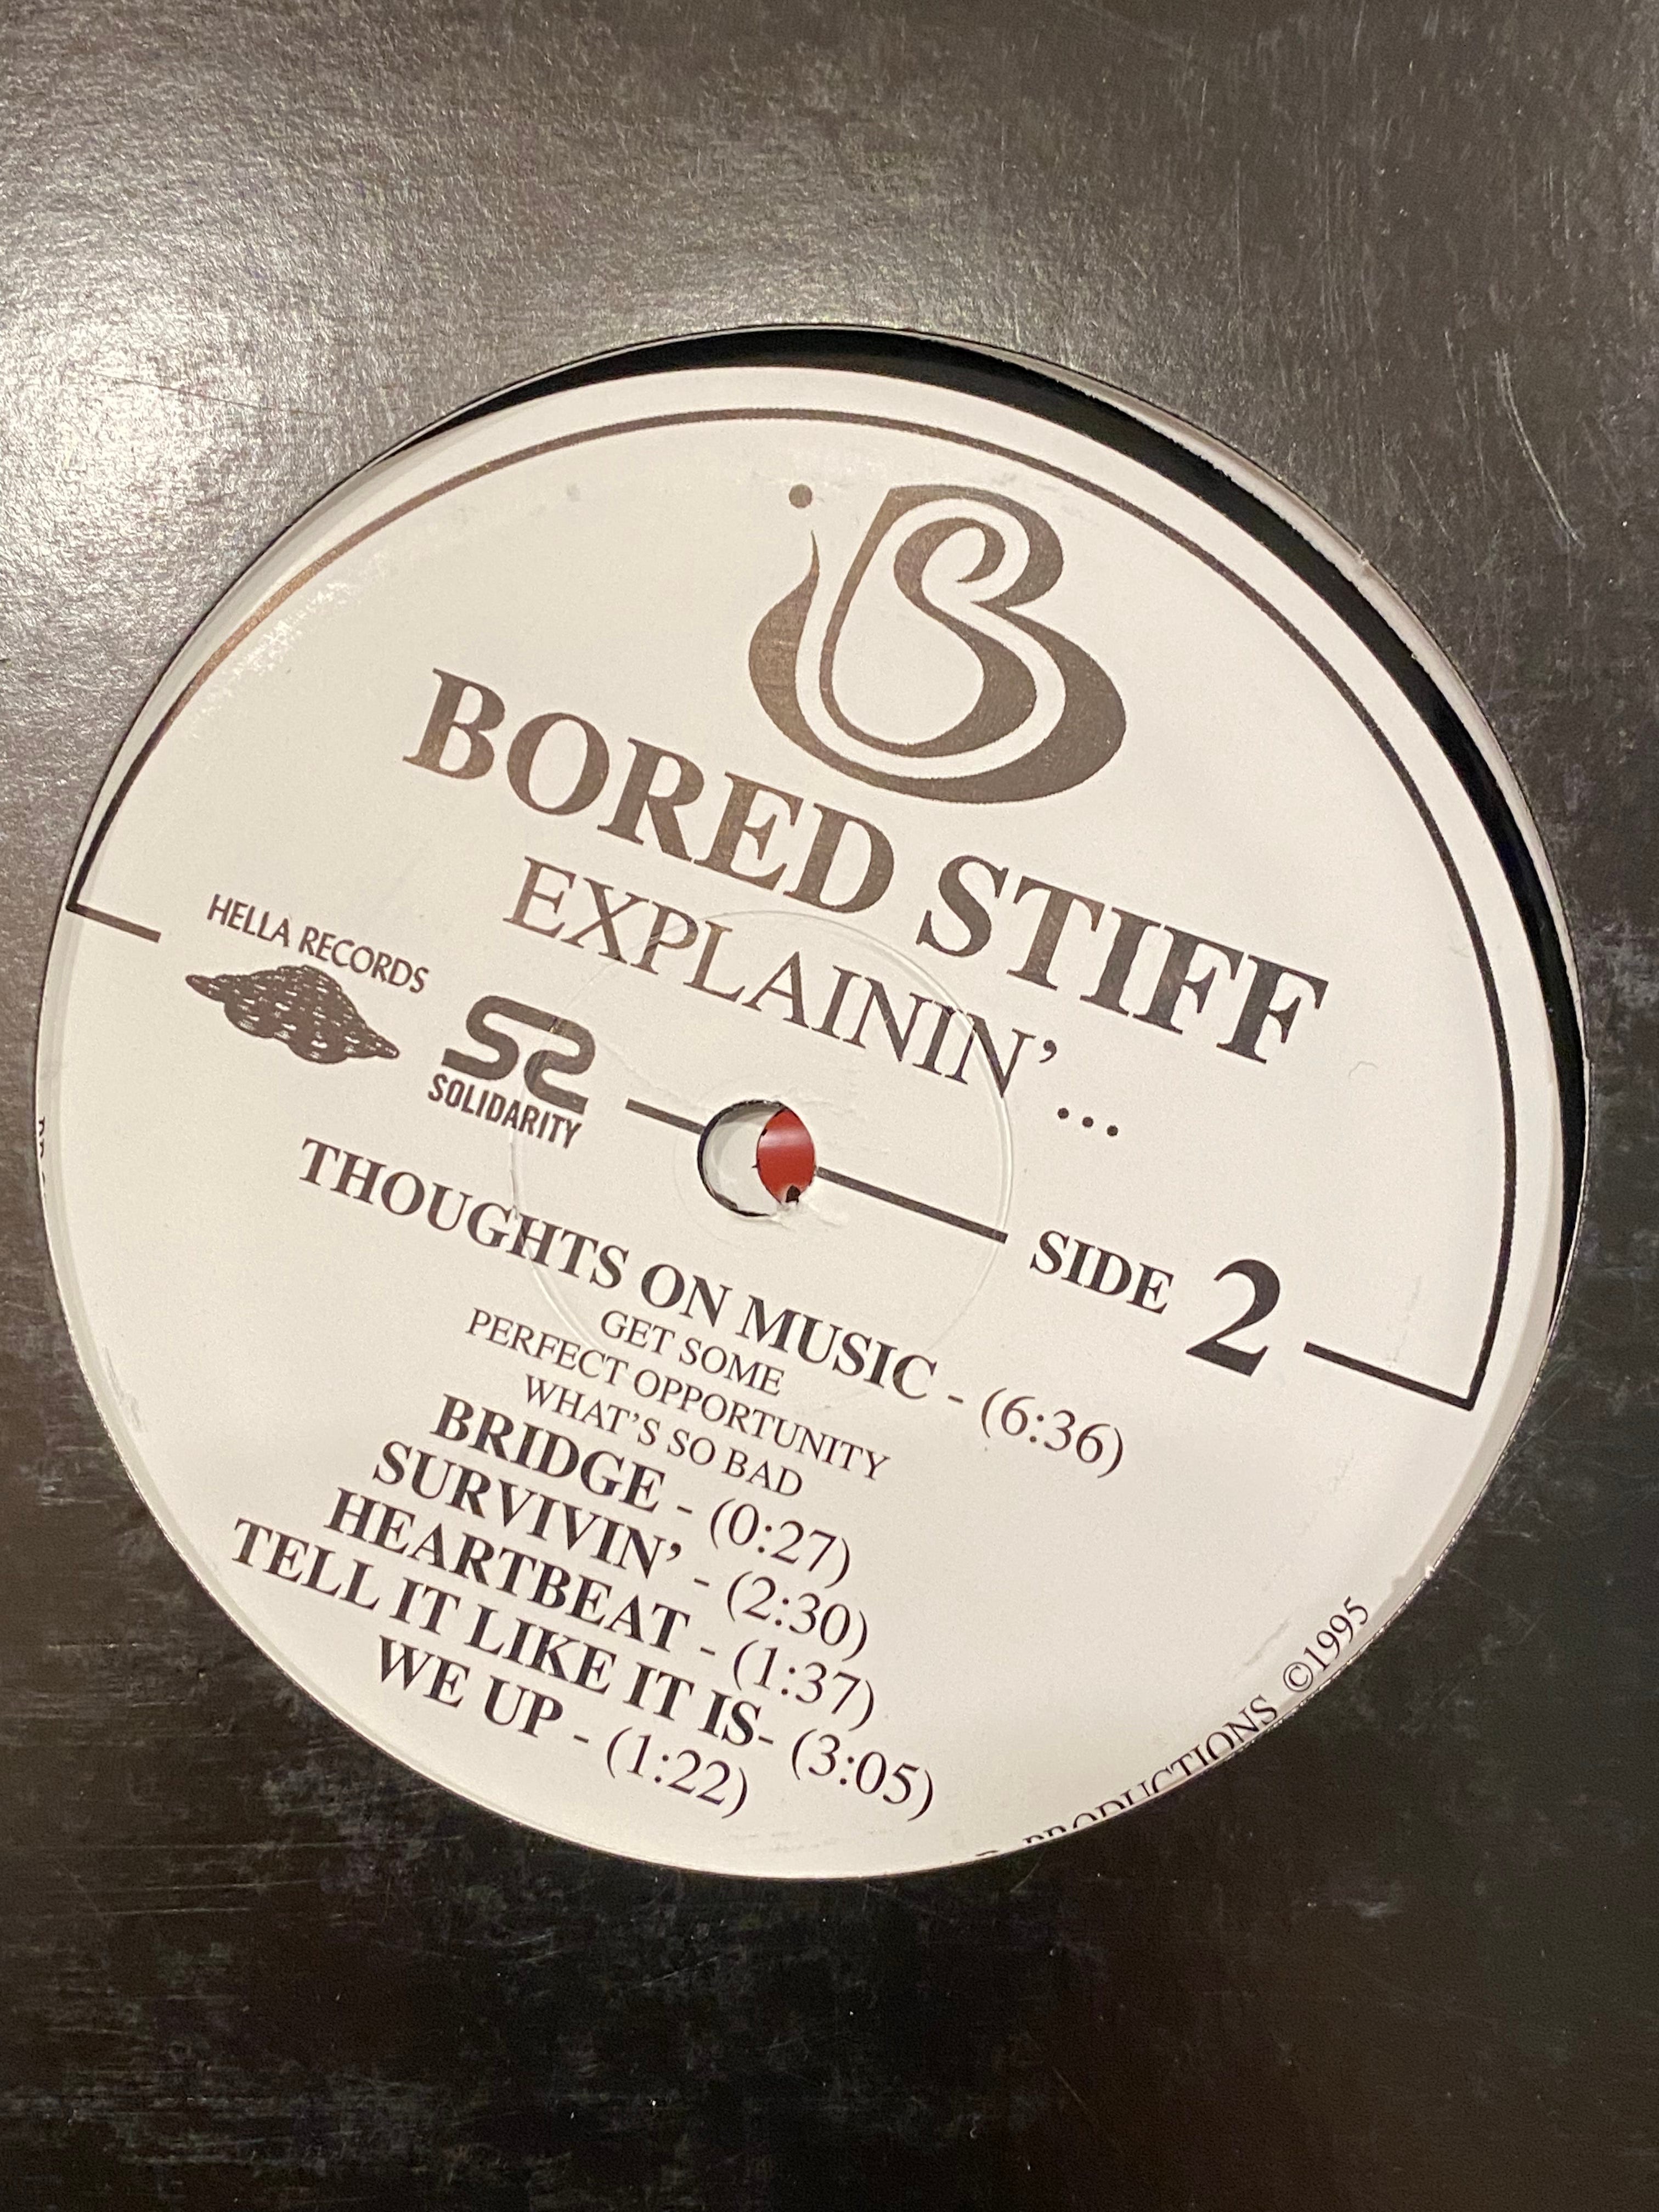 BORED STIFF
EXPLAININ’ ...
HELLA RECORDS
SOLIDARITY
SIDE 2
THOUGHTS ON MUSIC - (6:36)
GET SOME
PERFECT OPPORTUNITY
WHAT’S SO BAD
BRIDGE - (0:27)
SURVIVIN’ - (2:30)
HEARTBEAT - (1:37)
TELL IT LIKE IT IS- (3:05)
WE UP - (1:22)
PRODUCTIONS ©1995